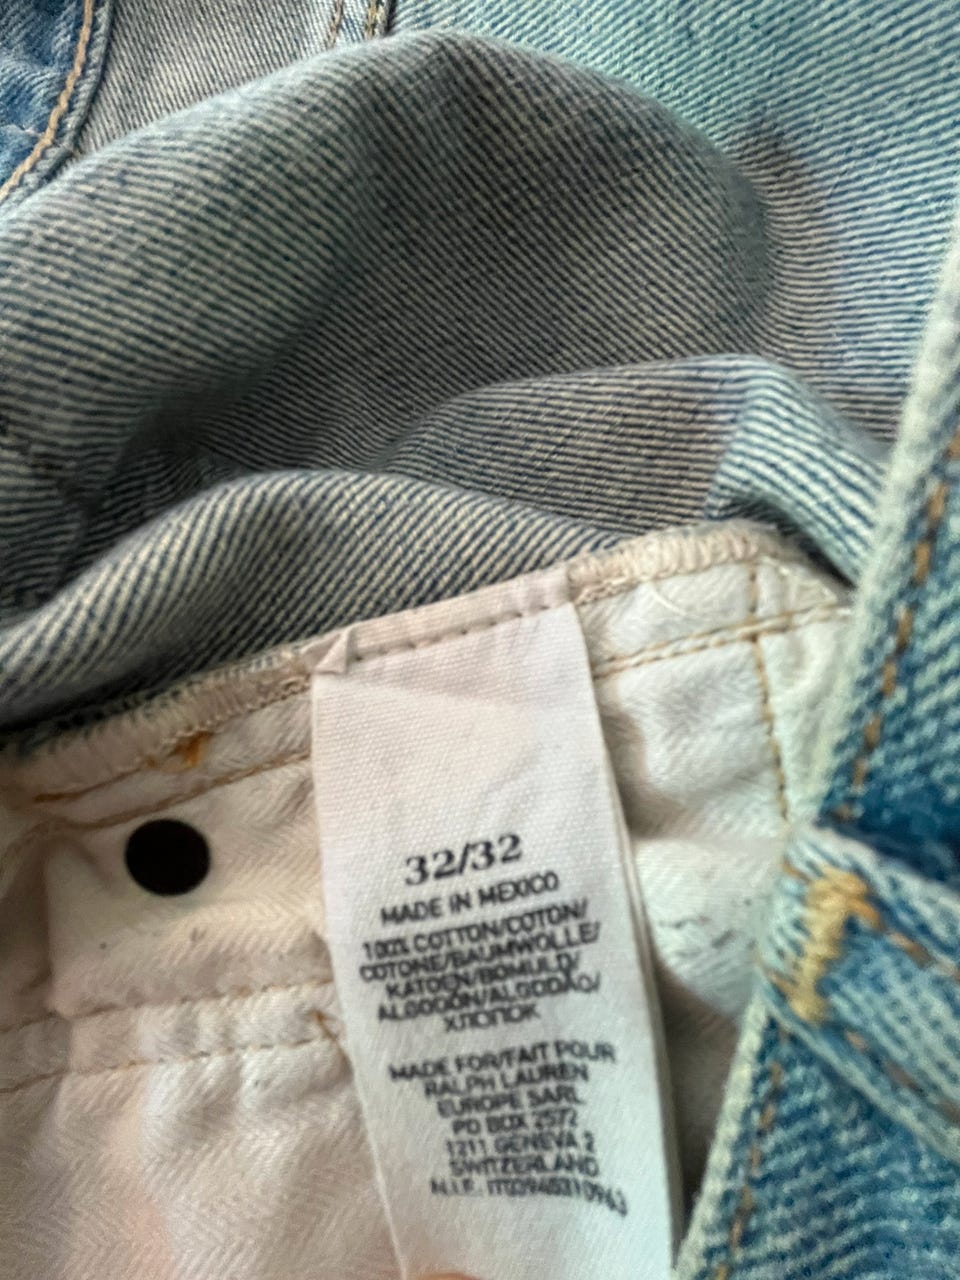 32/32
MADE IN MEXICO
100% COTTON/COTON/
COTONE/BAUMWOLLE/
KATOEN/BOMULD/
ALGODÓN/ALGODÃO/
ХЛОПОК
MADE FOR/FAIT POUR
RALPH LAUREN
EUROPE SARL
PO BOX 2572
1211 GENEVA 2
SWITZERLAND
N.I.F.